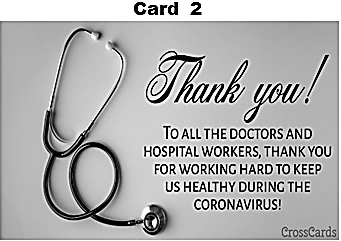 Card 2
Thank you!
TO ALL THE DOCTORS AND
HOSPITAL WORKERS, THANK YOU
FOR WORKING HARD TO KEEP
US HEALTHY DURING THE
CORONAVIRUS!
CrossCards